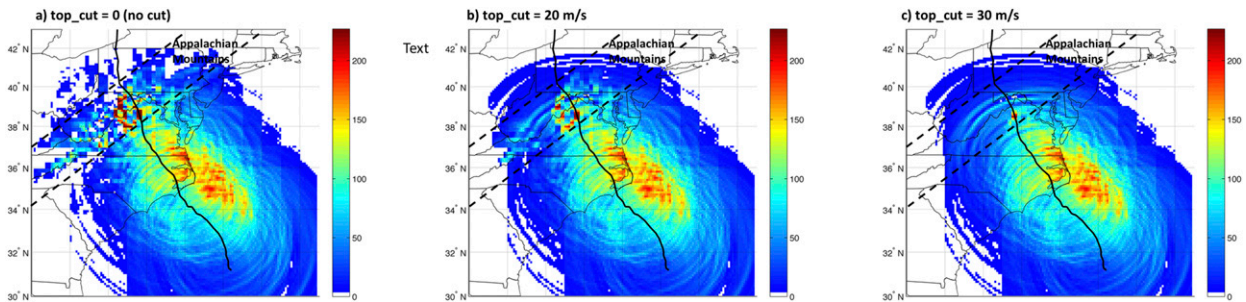 a) top_cut = 0 (no cut)
42° N
40° N
38° N
36° N
34° N
32° N
30° N
Appalachian
Mountains
200
150
100
50
0
Text
b) top_cut = 20 m/s
42° N
40° N
38° N
36° N
34° N
32° N
30° N
Appalachian
Mountains
200
150
100
50
0
c) top_cut = 30 m/s
42° N
40° N
38° N
36° N
34° N
32° N
30° N
Appalachian
Mountains
200
150
100
50
0